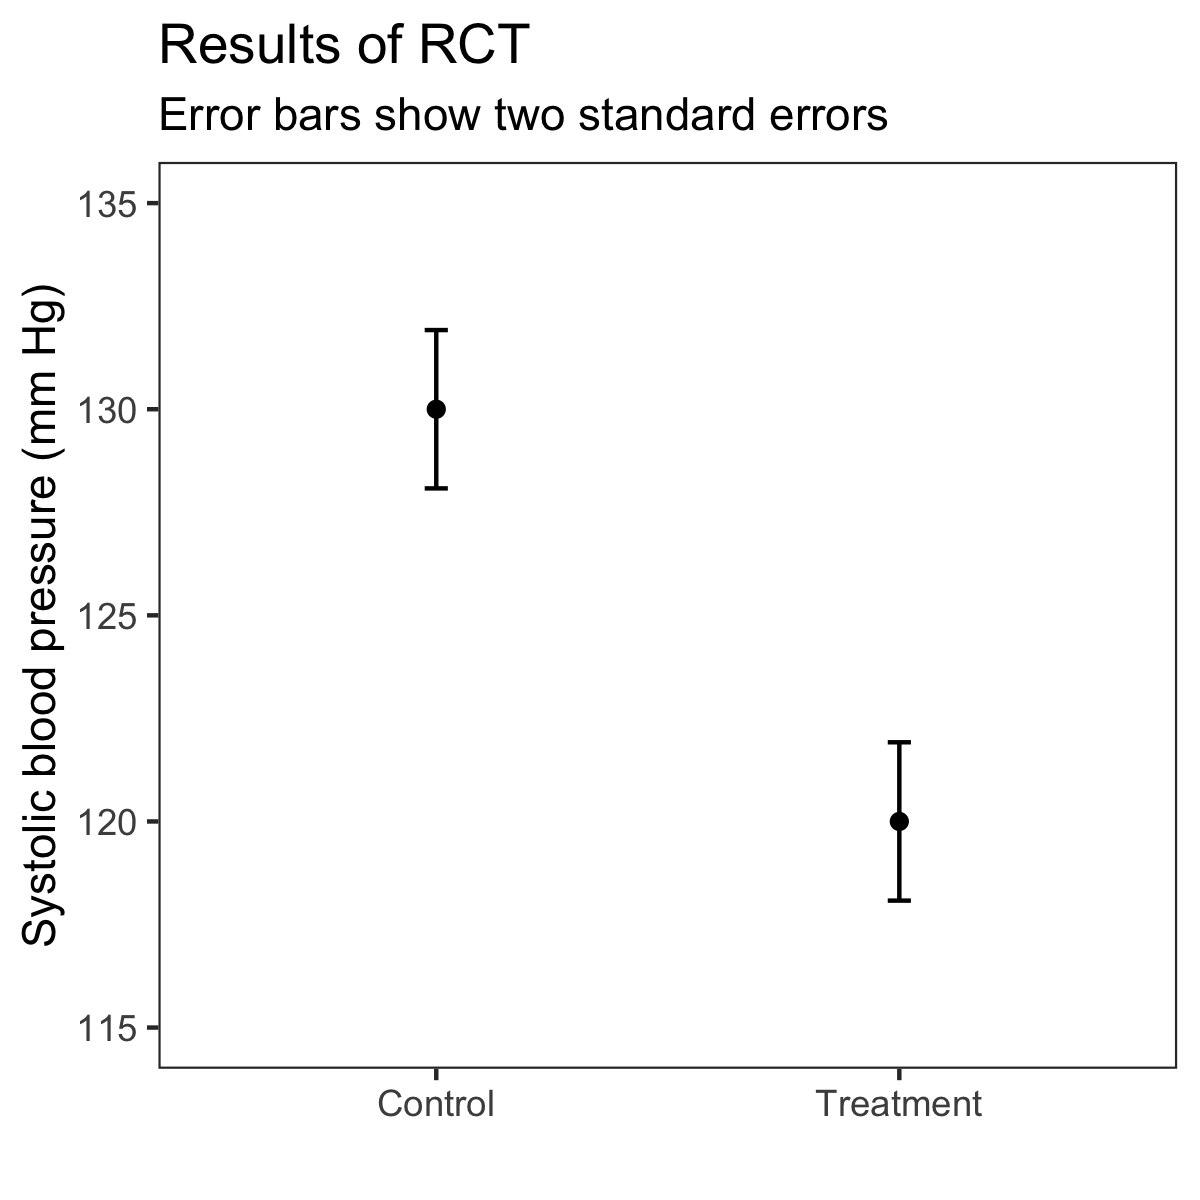 Results of RCT
Error bars show two standard errors
Systolic blood pressure (mm Hg)
135
130
125
120
115
Control
Treatment